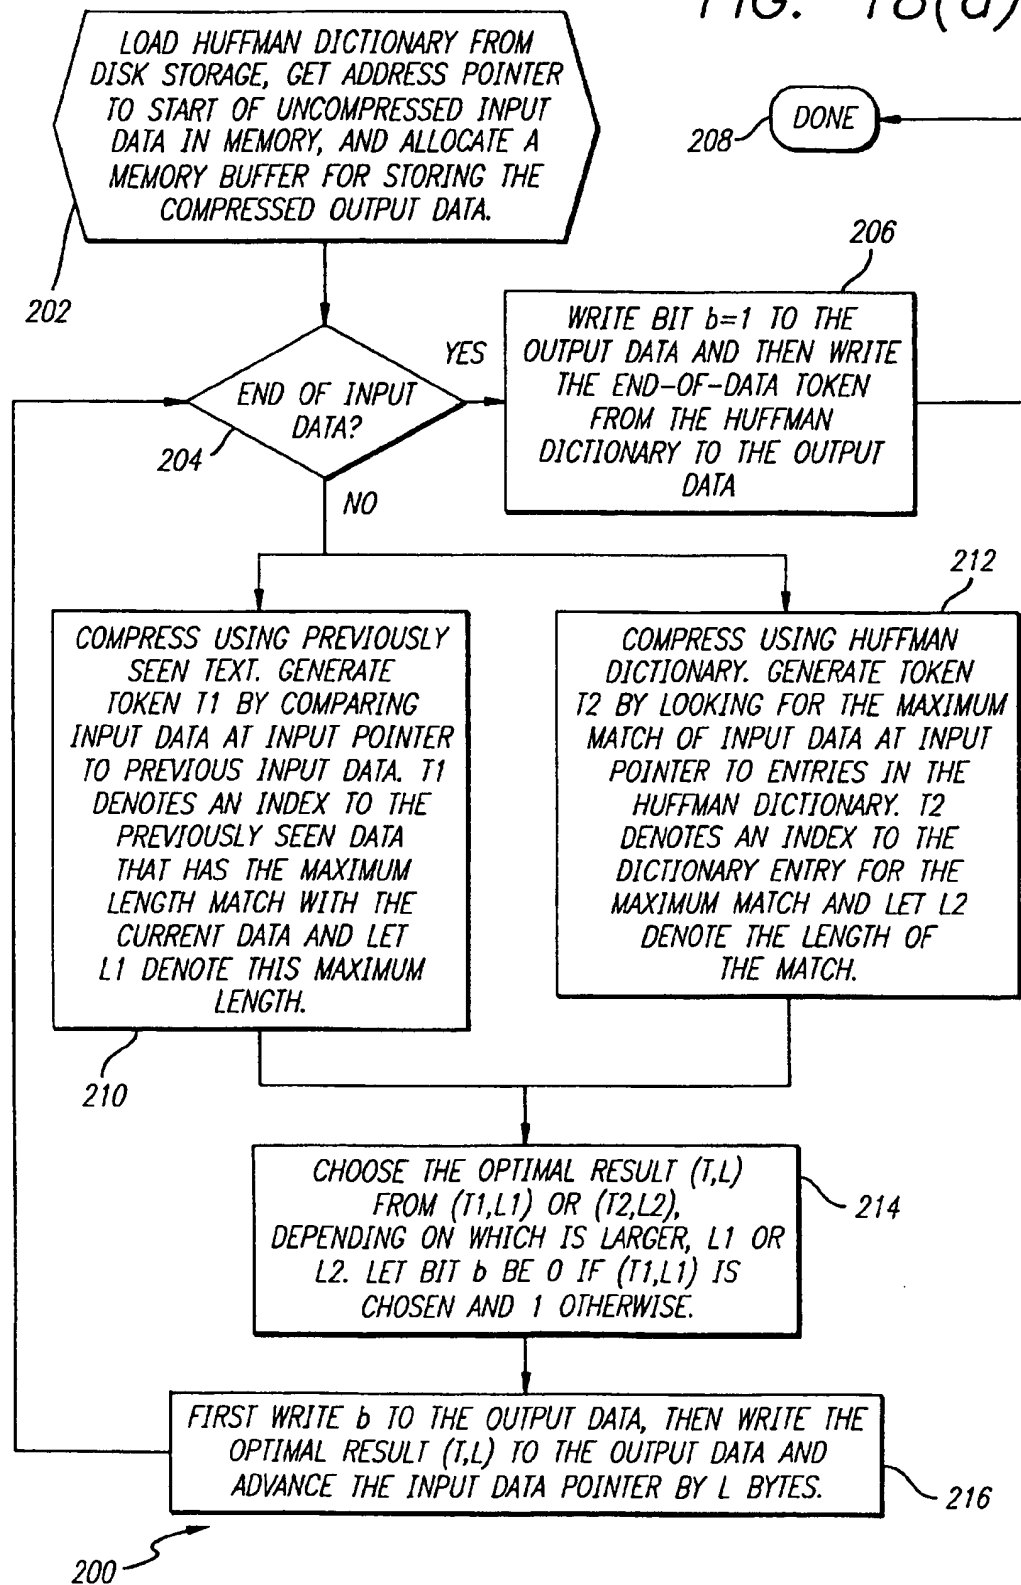 FIG. 18(a)
LOAD HUFFMAN DICTIONARY FROM
DISK STORAGE, GET ADDRESS POINTER
TO START OF UNCOMPRESSED INPUT
DATA IN MEMORY, AND ALLOCATE A
MEMORY BUFFER FOR STORING THE
COMPRESSED OUTPUT DATA.
202
DONE
208
206
WRITE BIT b=1 TO THE
OUTPUT DATA AND THEN WRITE
THE END-OF-DATA TOKEN
FROM THE HUFFMAN
DICTIONARY TO THE OUTPUT
DATA
YES
END OF INPUT
DATA?
204
NO
212
COMPRESS USING PREVIOUSLY
SEEN TEXT. GENERATE
TOKEN T1 BY COMPARING
INPUT DATA AT INPUT POINTER
TO PREVIOUS INPUT DATA. T1
DENOTES AN INDEX TO THE
PREVIOUSLY SEEN DATA
THAT HAS THE MAXIMUM
LENGTH MATCH WITH THE
CURRENT DATA AND LET
L1 DENOTE THIS MAXIMUM
LENGTH.
210
COMPRESS USING HUFFMAN
DICTIONARY. GENERATE TOKEN
T2 BY LOOKING FOR THE MAXIMUM
MATCH OF INPUT DATA AT INPUT
POINTER TO ENTRIES IN THE
HUFFMAN DICTIONARY. T2
DENOTES AN INDEX TO THE
DICTIONARY ENTRY FOR THE
MAXIMUM MATCH AND LET L2
DENOTE THE LENGTH OF
THE MATCH.
CHOOSE THE OPTIMAL RESULT (T,L)
FROM (T1,L1) OR (T2,L2),
DEPENDING ON WHICH IS LARGER, L1 OR
L2. LET BIT b BE 0 IF (T1,L1) IS
CHOSEN AND 1 OTHERWISE.
214
FIRST WRITE b TO THE OUTPUT DATA, THEN WRITE THE
OPTIMAL RESULT (T,L) TO THE OUTPUT DATA AND
ADVANCE THE INPUT DATA POINTER BY L BYTES.
216
200